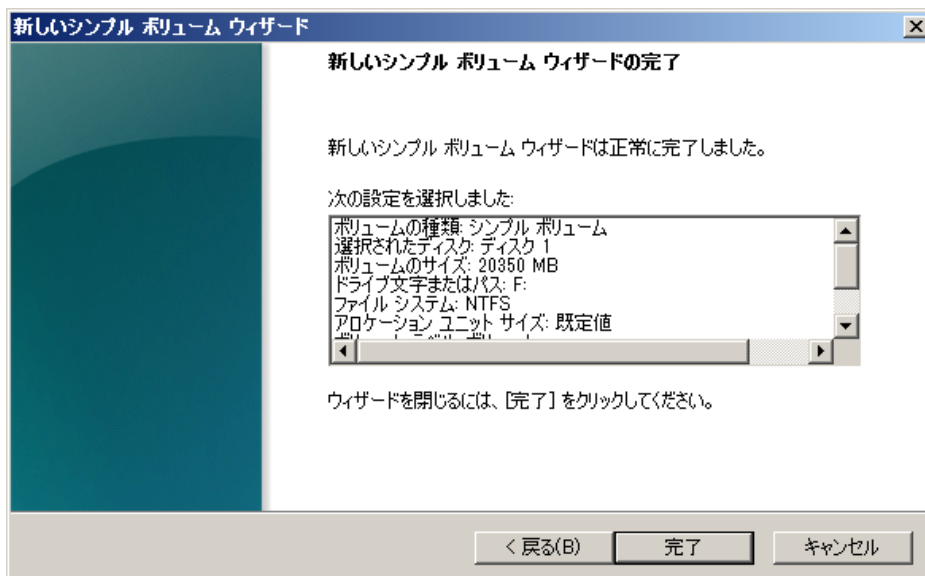 新しいシンプル ボリューム ウィザード
新しいシンプル ボリューム ウィザードの完了
新しいシンプル ボリューム ウィザードは正常に完了しました。
次の設定を選択しました:
ボリュームの種類: シンプル ボリューム
選択されたディスク: ディスク 1
ボリュームのサイズ: 20350 MB
ドライブ文字またはパス: F:
ファイル システム: NTFS
アロケーション ユニット サイズ: 既定値
ウィザードを閉じるには、[完了] をクリックしてください。
< 戻る(B)
完了
キャンセル